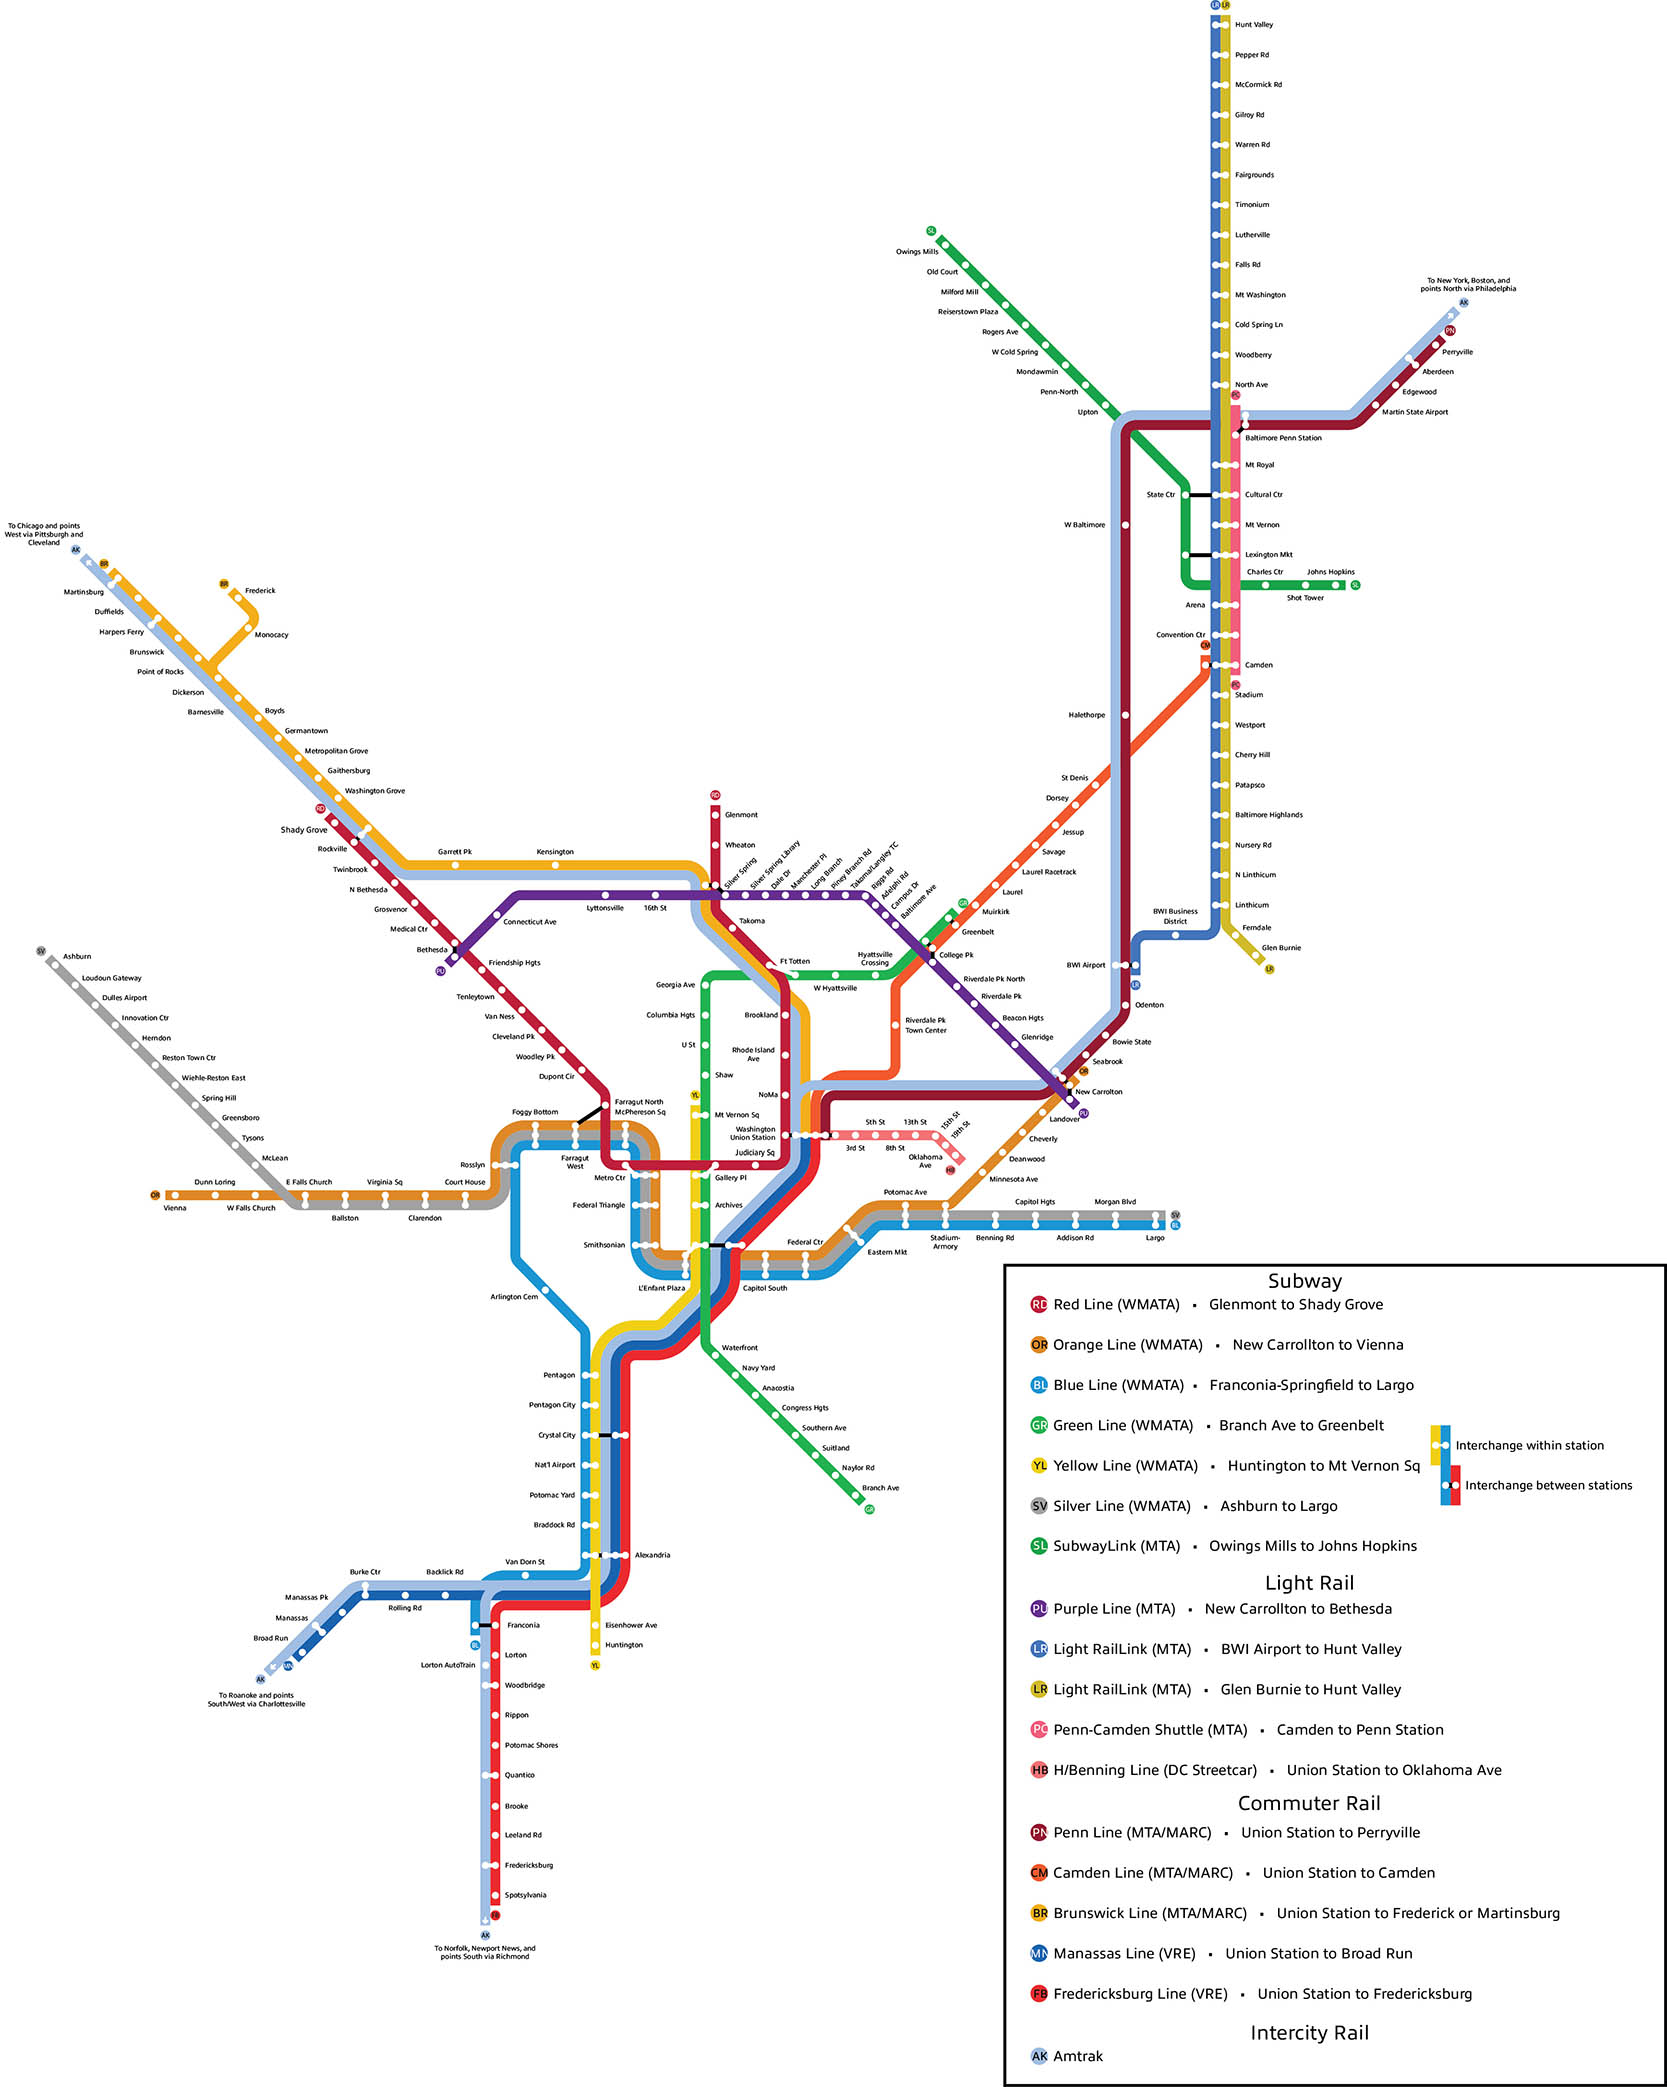 LR LR
Hunt Valley
Pepper Rd
McCormick Rd
Gilroy Rd
Warren Rd
Fairgrounds
Timonium
Lutherville
Falls Rd
Mt Washington
Cold Spring Ln
Woodberry
North Ave
PC
Baltimore Penn Station
Mt Royal
Cultural Ctr
Mt Vernon
Lexington Mkt
Arena
Convention Ctr
CM
Camden
PC
Stadium
Westport
Cherry Hill
Patapsco
Baltimore Highlands
Nursery Rd
N Linthicum
Linthicum
Ferndale
Glen Burnie
LR
BWI Business
District
BWI Airport
LR
SL
Owings Mills
Old Court
Milford Mill
Reiserstown Plaza
Rogers Ave
W Cold Spring
Mondawmin
Penn-North
Upton
State Ctr
Charles Ctr
Shot Tower
Johns Hopkins
SL
To New York, Boston, and
points North via Philadelphia
AK
PN
Perryville
Aberdeen
Edgewood
Martin State Airport
W Baltimore
Halethorpe
Odenton
Bowie State
Seabrook
OR
New Carrolton
PU
St Denis
Dorsey
Jessup
Savage
Laurel Racetrack
Laurel
Muirkirk
GR
Greenbelt
College Pk
Riverdale Pk
Town Center
To Chicago and points
West via Pittsburgh and
Cleveland
AK
BR
Martinsburg
Duffields
Harpers Ferry
Brunswick
Point of Rocks
Dickerson
Barnesville
BR
Frederick
Monocacy
Boyds
Germantown
Metropolitan Grove
Gaithersburg
Washington Grove
Garrett Pk
Kensington
RD
Shady Grove
Rockville
Twinbrook
N Bethesda
Grosvenor
Medical Ctr
Bethesda
PU
Friendship Hgts
Tenleytown
Van Ness
Cleveland Pk
Woodley Pk
Dupont Cir
Farragut North
McPhereson Sq
Foggy Bottom
Farragut
West
Metro Ctr
Gallery Pl
Judiciary Sq
Washington
Union Station
NoMa
Rhode Island
Ave
Brookland
Ft Totten
Takoma
Silver Spring
Wheaton
Glenmont
RD
Connecticut Ave
Lyttonsville
16th St
Silver Spring Library
Dale Dr
Manchester Pl
Long Branch
Piney Branch Rd
Takoma/Langley TC
Riggs Rd
Adelphi Rd
Campus Dr
Baltimore Ave
Riverdale Pk North
Riverdale Pk
Beacon Hgts
Glenridge
Hyattsville
Crossing
W Hyattsville
Georgia Ave
Columbia Hgts
U St
Shaw
YL
Mt Vernon Sq
Archives
L'Enfant Plaza
Waterfront
Navy Yard
Anacostia
Congress Hgts
Southern Ave
Suitland
Naylor Rd
Branch Ave
GR
3rd St
5th St
8th St
13th St
15th St
19th St
Oklahoma
Ave
HB
SV
Ashburn
Loudoun Gateway
Dulles Airport
Innovation Ctr
Herndon
Reston Town Ctr
Wiehle-Reston East
Spring Hill
Greensboro
Tysons
McLean
OR
Vienna
Dunn Loring
W Falls Church
E Falls Church
Ballston
Virginia Sq
Clarendon
Court House
Rosslyn
Federal Triangle
Smithsonian
Federal Ctr
Capitol South
Eastern Mkt
Potomac Ave
Stadium-
Armory
Minnesota Ave
Deanwood
Cheverly
Landover
Benning Rd
Capitol Hgts
Addison Rd
Morgan Blvd
Largo
SV
BL
Arlington Cem
Pentagon
Pentagon City
Crystal City
Nat'l Airport
Potomac Yard
Braddock Rd
Alexandria
Van Dorn St
Eisenhower Ave
Huntington
YL
Franconia
BL
Backlick Rd
Rolling Rd
Burke Ctr
Manassas Pk
Manassas
Broad Run
MN
AK
To Roanoke and points
South/West via Charlottesville
Lorton
Lorton AutoTrain
Woodbridge
Rippon
Potomac Shores
Quantico
Brooke
Leeland Rd
Fredericksburg
Spotsylvania
FB
AK
To Norfolk, Newport News, and
points South via Richmond
Subway
RD Red Line (WMATA) • Glenmont to Shady Grove
OR Orange Line (WMATA) • New Carrollton to Vienna
BL Blue Line (WMATA) • Franconia-Springfield to Largo
GR Green Line (WMATA) • Branch Ave to Greenbelt
YL Yellow Line (WMATA) • Huntington to Mt Vernon Sq
SV Silver Line (WMATA) • Ashburn to Largo
SL SubwayLink (MTA) • Owings Mills to Johns Hopkins
Interchange within station
Interchange between stations
Light Rail
PU Purple Line (MTA) • New Carrollton to Bethesda
LR Light RailLink (MTA) • BWI Airport to Hunt Valley
LR Light RailLink (MTA) • Glen Burnie to Hunt Valley
PC Penn-Camden Shuttle (MTA) • Camden to Penn Station
HB H/Benning Line (DC Streetcar) • Union Station to Oklahoma Ave
Commuter Rail
PN Penn Line (MTA/MARC) • Union Station to Perryville
CM Camden Line (MTA/MARC) • Union Station to Camden
BR Brunswick Line (MTA/MARC) • Union Station to Frederick or Martinsburg
MN Manassas Line (VRE) • Union Station to Broad Run
FB Fredericksburg Line (VRE) • Union Station to Fredericksburg
Intercity Rail
AK Amtrak